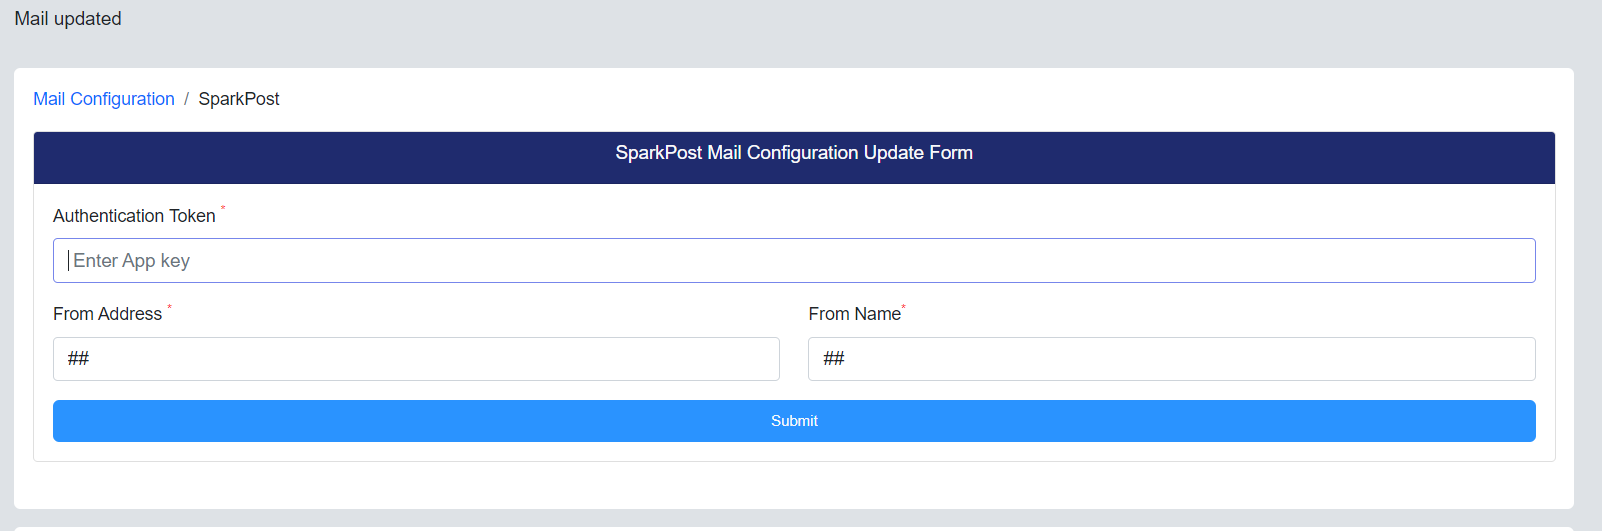 Mail updated
Mail Configuration / SparkPost
SparkPost Mail Configuration Update Form
Authentication Token *
Enter App key
From Address * From Name*
## ##
Submit